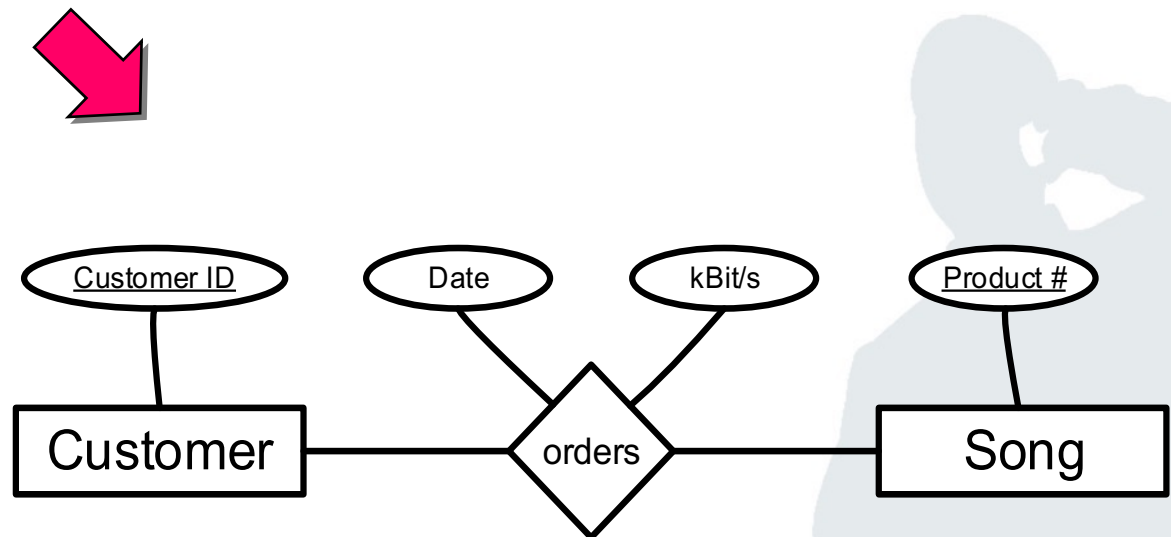 Customer ID
Date
kBit/s
Product #
Customer
orders
Song